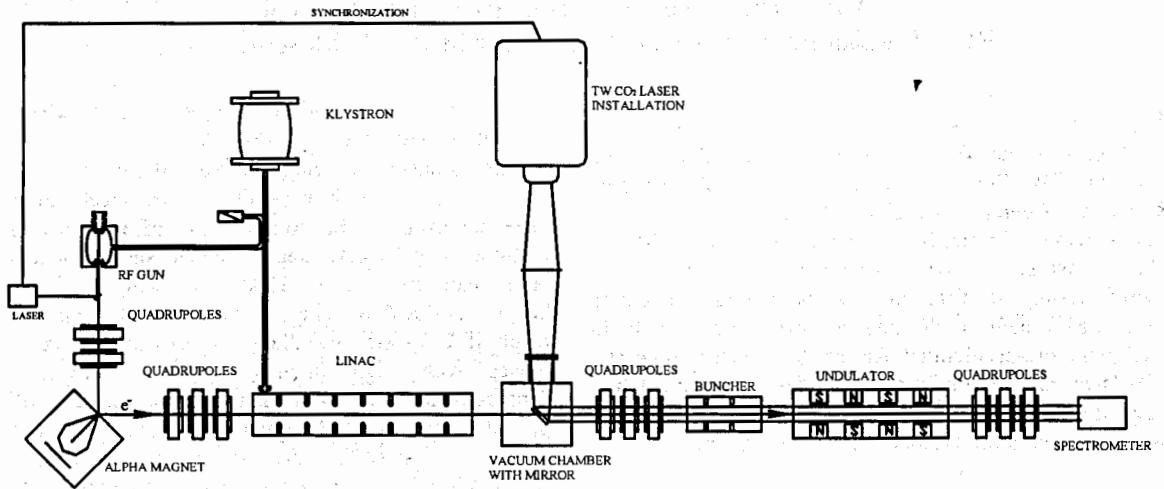 SYNCHRONIZATION
TW CO₂ LASER
INSTALLATION
KLYSTRON
RF GUN
LASER
QUADRUPOLES
LINAC
QUADRUPOLES
QUADRUPOLES
BUNCHER
UNDULATOR
QUADRUPOLES
e⁻
S N S N
N S N S
ALPHA MAGNET
VACUUM CHAMBER
WITH MIRROR
SPECTROMETER